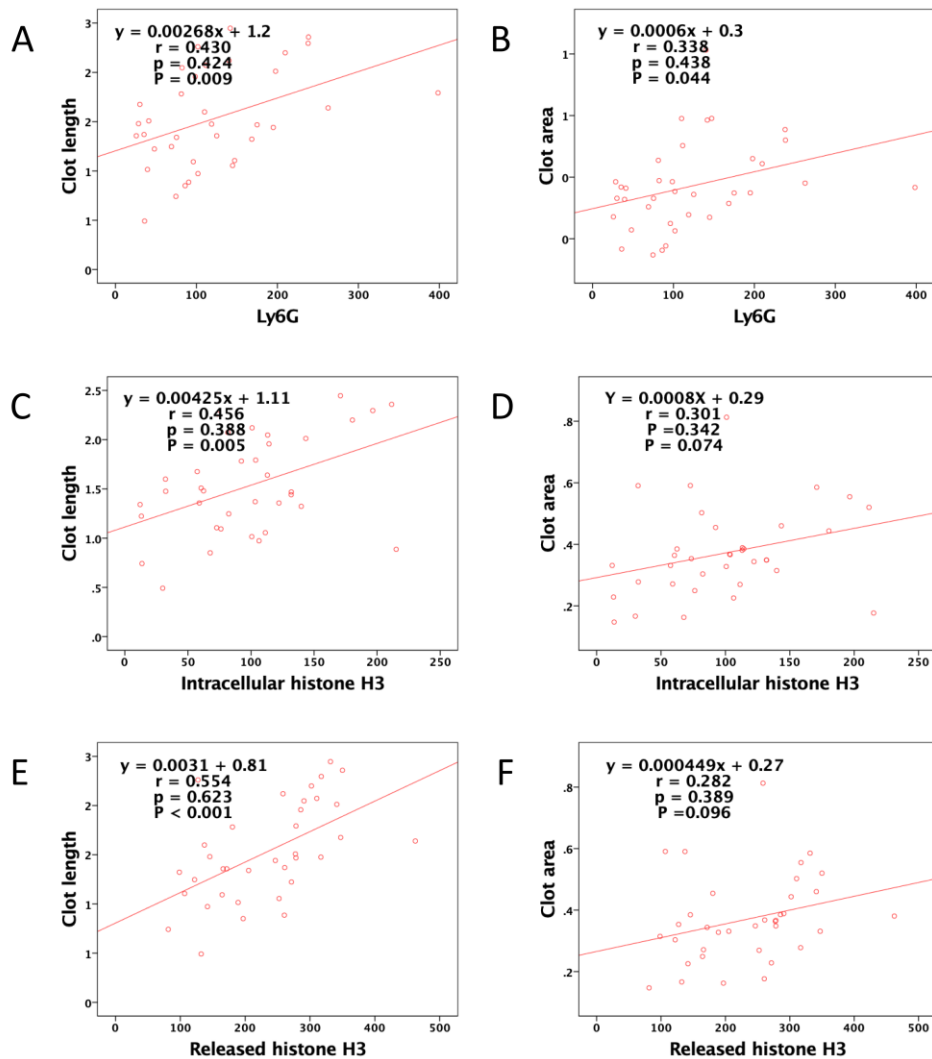 A
y = 0.00268x + 1.2
r = 0.430
p = 0.424
P = 0.009
3
2
2
1
1
0
Clot length
0 100 200 300 400
Ly6G
B
y = 0.0006x + 0.3
r = 0.338
p = 0.438
P = 0.044
1
1
0
0
Clot area
0 100 200 300 400
Ly6G
C
y = 0.00425x + 1.11
r = 0.456
p = 0.388
P = 0.005
2.5
2.0
1.5
1.0
.5
.0
Clot length
0 50 100 150 200 250
Intracellular histone H3
D
Y = 0.0008X + 0.29
r = 0.301
P =0.342
P = 0.074
.8
.6
.4
.2
Clot area
0 50 100 150 200 250
Intracellular histone H3
E
y = 0.0031 + 0.81
r = 0.554
p = 0.623
P < 0.001
3
2
2
1
1
0
Clot length
0 100 200 300 400 500
Released histone H3
F
y = 0.000449x + 0.27
r = 0.282
p = 0.389
P =0.096
.8
.6
.4
.2
Clot area
0 100 200 300 400 500
Released histone H3